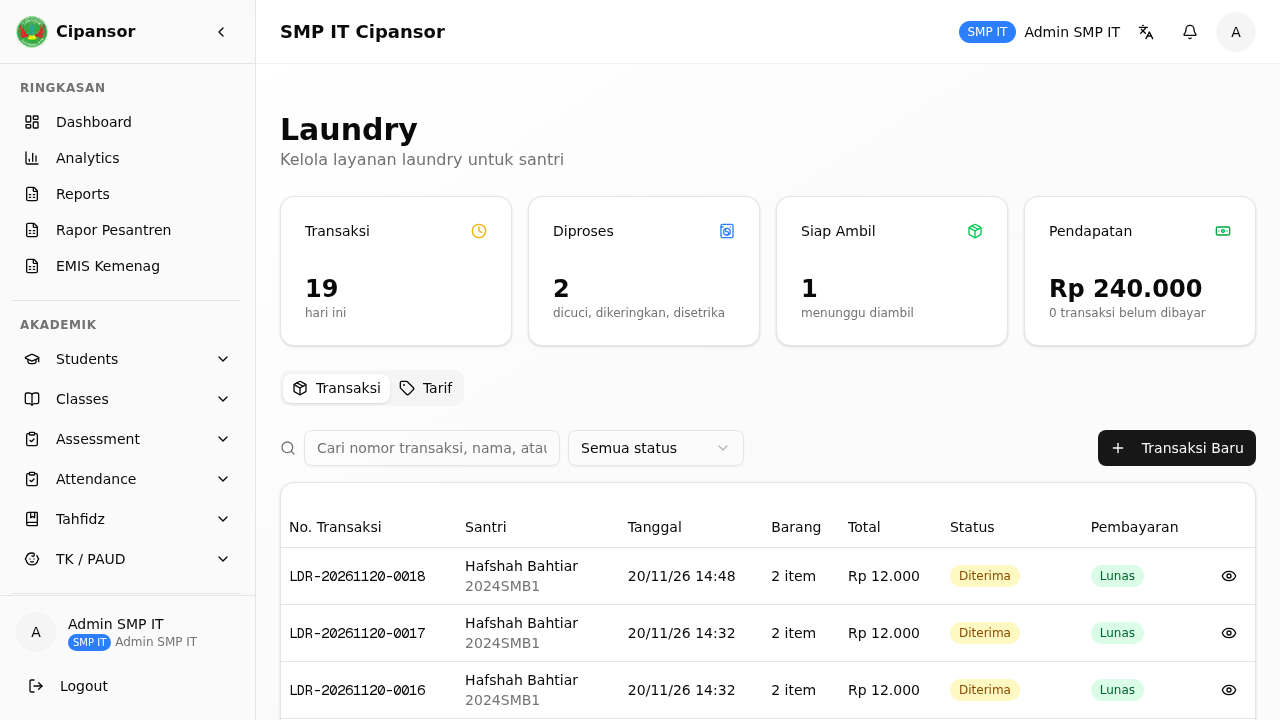 Cipansor
RINGKASAN
Dashboard
Analytics
Reports
Rapor Pesantren
EMIS Kemenag
AKADEMIK
Students
Classes
Assessment
Attendance
Tahfidz
TK / PAUD
A
Admin SMP IT
SMP IT Admin SMP IT
Logout
SMP IT Cipansor
SMP IT Admin SMP IT A
Laundry
Kelola layanan laundry untuk santri
Transaksi
19
hari ini
Diproses
2
dicuci, dikeringkan, disetrika
Siap Ambil
1
menunggu diambil
Pendapatan
Rp 240.000
0 transaksi belum dibayar
Transaksi Tarif
Cari nomor transaksi, nama, atau Semua status Transaksi Baru
No. Transaksi Santri Tanggal Barang Total Status Pembayaran
LDR-20261120-0018 Hafshah Bahtiar 20/11/26 14:48 2 item Rp 12.000 Diterima Lunas
2024SMB1
LDR-20261120-0017 Hafshah Bahtiar 20/11/26 14:32 2 item Rp 12.000 Diterima Lunas
2024SMB1
LDR-20261120-0016 Hafshah Bahtiar 20/11/26 14:32 2 item Rp 12.000 Diterima Lunas
2024SMB1